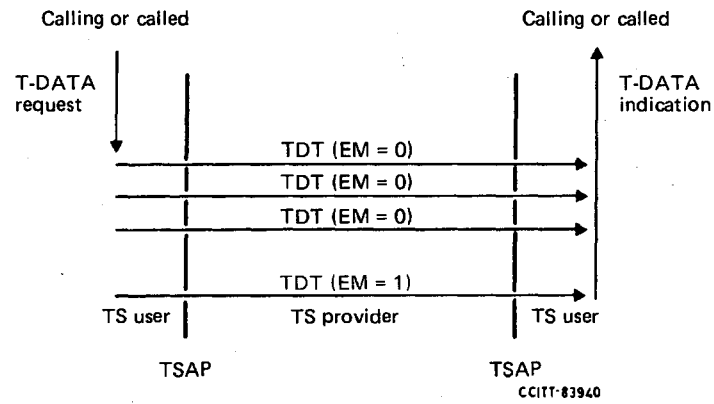 Calling or called
Calling or called
T-DATA
request
T-DATA
indication
TDT (EM = 0)
TDT (EM = 0)
TDT (EM = 0)
TDT (EM = 1)
TS user
TS provider
TS user
TSAP
TSAP
CCITT-83940